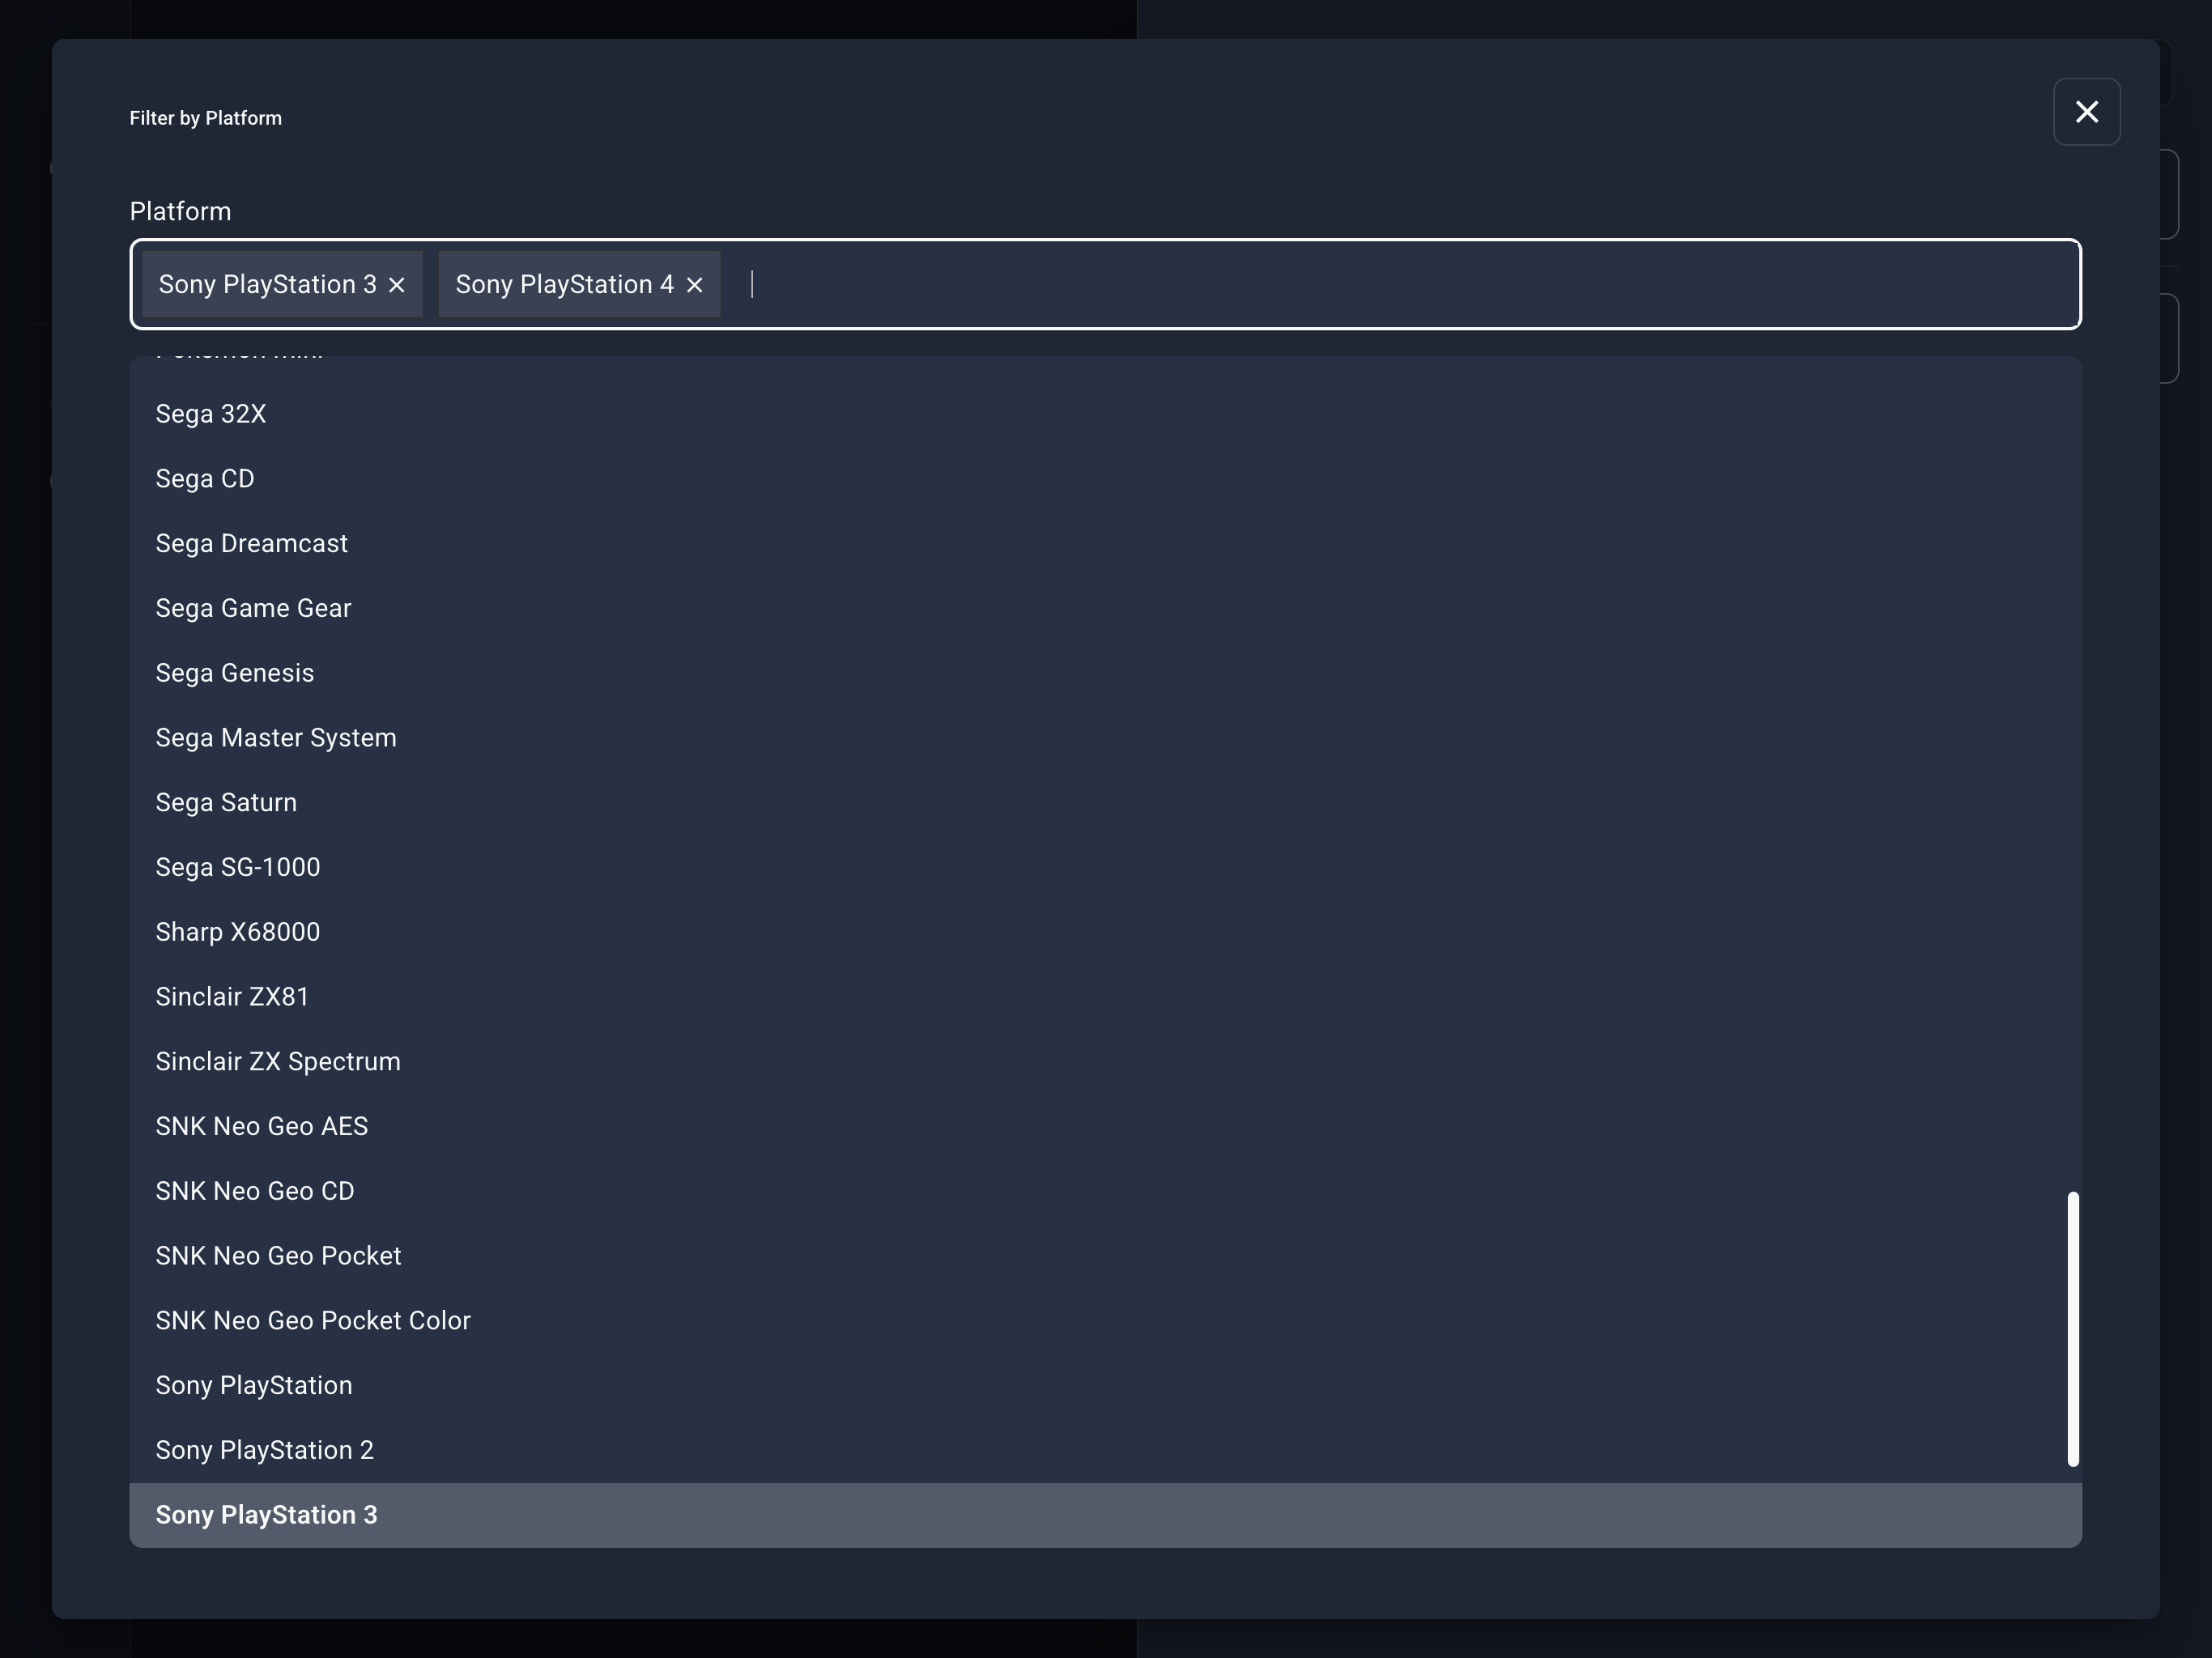 Filter by Platform
Platform
Sony PlayStation 3 Sony PlayStation 4
Sega 32X
Sega CD
Sega Dreamcast
Sega Game Gear
Sega Genesis
Sega Master System
Sega Saturn
Sega SG-1000
Sharp X68000
Sinclair ZX81
Sinclair ZX Spectrum
SNK Neo Geo AES
SNK Neo Geo CD
SNK Neo Geo Pocket
SNK Neo Geo Pocket Color
Sony PlayStation
Sony PlayStation 2
Sony PlayStation 3